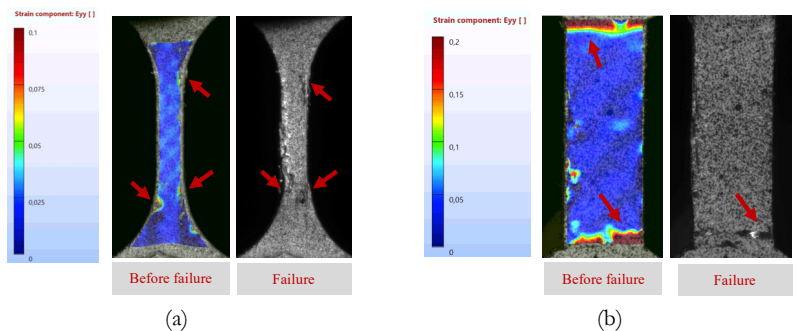 Strain component: Eyy [ ]
0,1
0,075
0,05
0,025
0
Before failure
Failure
(a)
Strain component: Eyy [ ]
0,2
0,15
0,1
0,05
0
Before failure
Failure
(b)